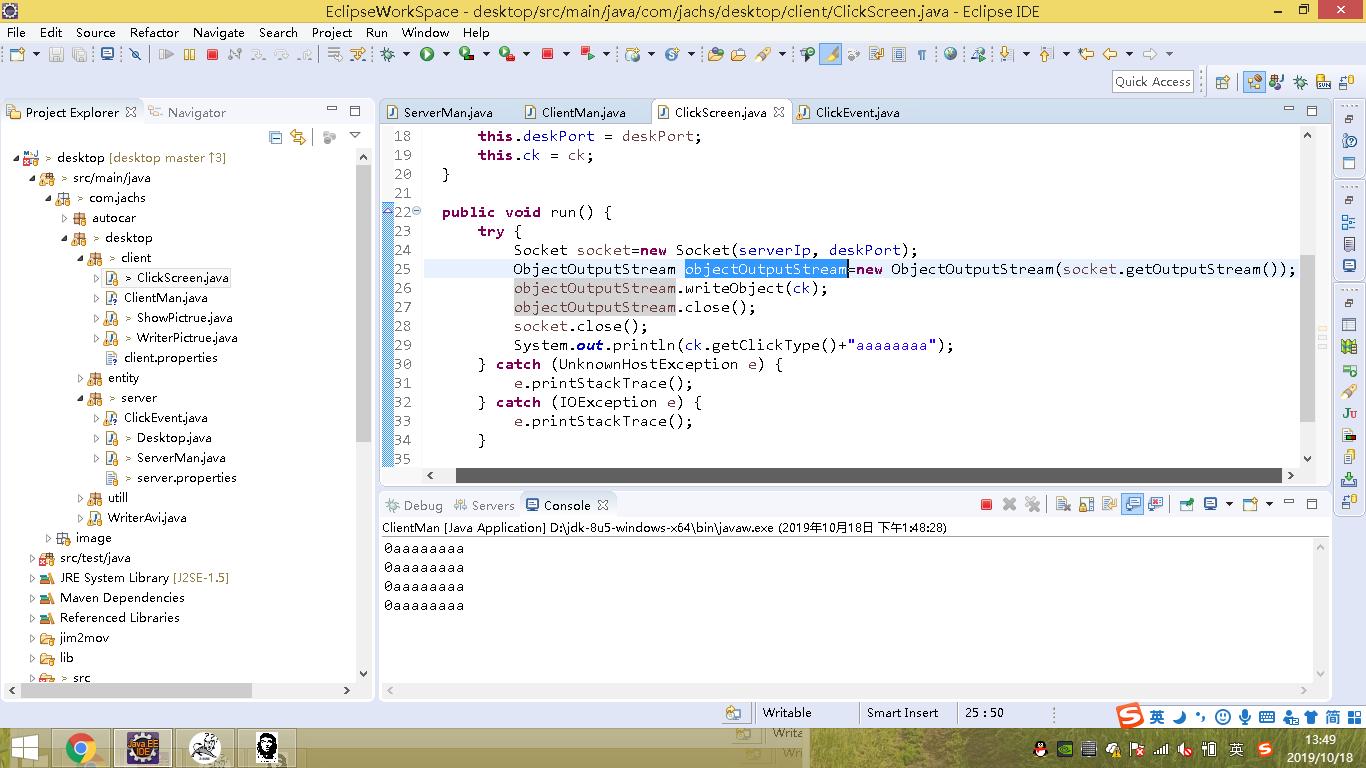 EclipseWorkSpace - desktop/src/main/java/com/jachs/desktop/client/ClickScreen.java - Eclipse IDE
File Edit Source Refactor Navigate Search Project Run Window Help
Quick Access
Project Explorer Navigator
> desktop [desktop master ↑3]
> src/main/java
> com.jachs
autocar
> desktop
> client
> ClickScreen.java
ClientMan.java
> ShowPictrue.java
> WriterPictrue.java
client.properties
entity
> server
ClickEvent.java
> Desktop.java
> ServerMan.java
> server.properties
utill
WriterAvi.java
image
src/test/java
JRE System Library [J2SE-1.5]
Maven Dependencies
Referenced Libraries
jim2mov
lib
> src
ServerMan.java ClientMan.java ClickScreen.java ClickEvent.java
18 this.deskPort = deskPort;
19 this.ck = ck;
20 }
21
22 public void run() {
23 try {
24 Socket socket=new Socket(serverIp, deskPort);
25 ObjectOutputStream objectOutputStream=new ObjectOutputStream(socket.getOutputStream());
26 objectOutputStream.writeObject(ck);
27 objectOutputStream.close();
28 socket.close();
29 System.out.println(ck.getClickType()+"aaaaaaaa");
30 } catch (UnknownHostException e) {
31 e.printStackTrace();
32 } catch (IOException e) {
33 e.printStackTrace();
34 }
35
Debug Servers Console
ClientMan [Java Application] D:\jdk-8u5-windows-x64\bin\javaw.exe (2019年10月18日 下午1:48:28)
0aaaaaaaa
0aaaaaaaa
0aaaaaaaa
0aaaaaaaa
Writable Smart Insert 25 : 50
英 简
Writa
Java EE
IDE
英
13:49
2019/10/18